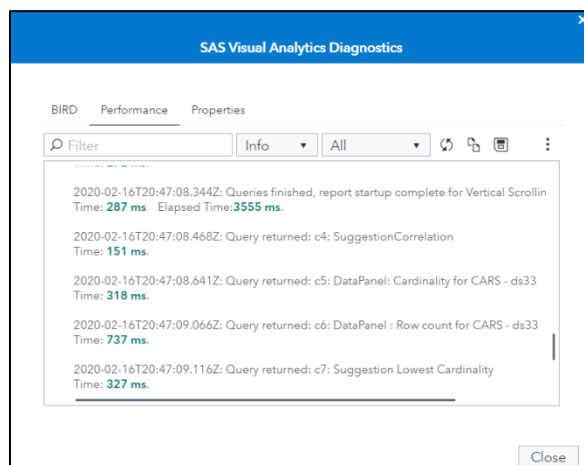 SAS Visual Analytics Diagnostics
BIRD Performance Properties
Filter Info All
2020-02-16T20:47:08.344Z: Queries finished, report startup complete for Vertical Scrollin
Time: 287 ms Elapsed Time:3555 ms.
2020-02-16T20:47:08.468Z: Query returned: c4: SuggestionCorrelation
Time: 151 ms.
2020-02-16T20:47:08.641Z: Query returned: c5: DataPanel: Cardinality for CARS - ds33
Time: 318 ms.
2020-02-16T20:47:09.066Z: Query returned: c6: DataPanel : Row count for CARS - ds33
Time: 737 ms.
2020-02-16T20:47:09.116Z: Query returned: c7: Suggestion Lowest Cardinality
Time: 327 ms.
Close